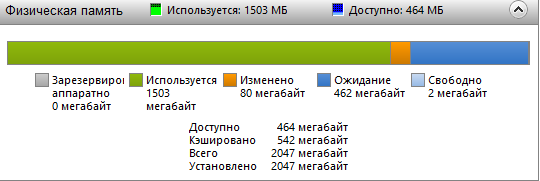 Физическая память Используется: 1503 МБ Доступно: 464 МБ
Зарезервирог Используется Изменено Ожидание Свободно
аппаратно 1503 80 мегабайт 462 мегабайт 2 мегабайт
0 мегабайт мегабайт
Доступно 464 мегабайт
Кэшировано 542 мегабайт
Всего 2047 мегабайт
Установлено 2047 мегабайт